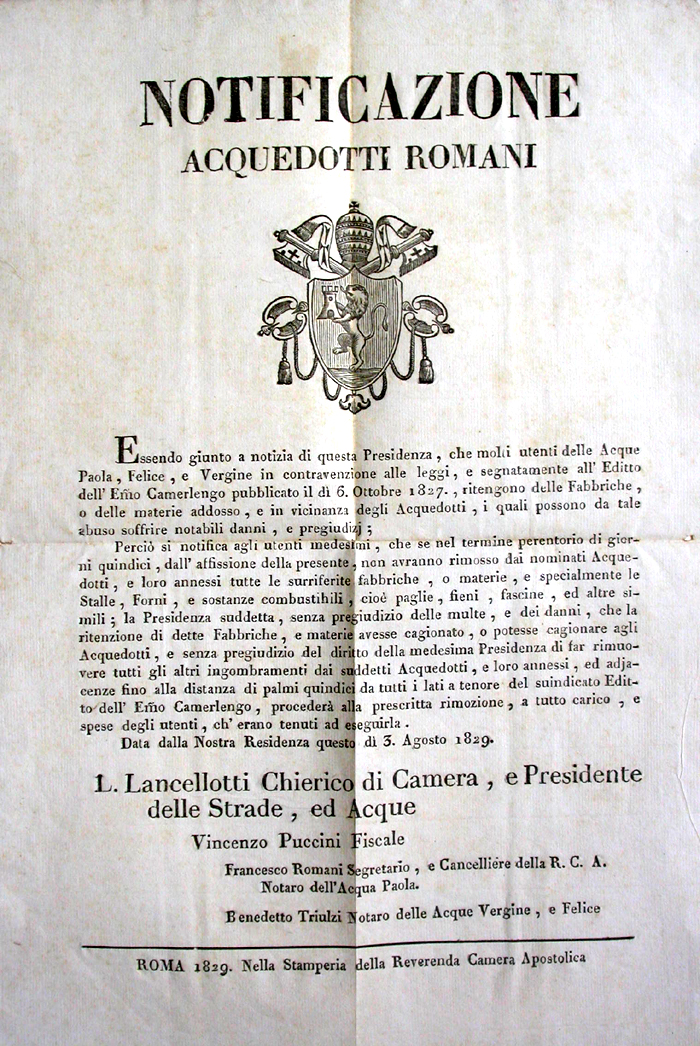 NOTIFICAZIONE
ACQUEDOTTI ROMANI
Essendo giunto a notizia di questa Presidenza , che molti utenti delle Acque
Paola , Felice , e Vergine in contravenzione alle leggi , e segnatamente all' Editto
dell' Emo Camerlengo pubblicato il dì 6. Ottobre 1827. , ritengono delle Fabbriche ,
o delle materie addosso , e in vicinanza degli Acquedotti , i quali possono da tale
abuso soffrire notabili danni , e pregiudizj ;
Perciò si notifica agli utenti medesimi , che se nel termine perentorio di gior-
ni quindici , dall' affissione della presente , non avranno rimosso dai nominati Acque-
dotti , e loro annessi tutte le surriferite fabbriche , o materie , e specialmente le
Stalle , Forni , e sostanze combustibili , cioè paglie , fieni , fascine , ed altre si-
mili ; la Presidenza suddetta , senza pregiudizio delle multe , e dei danni , che la
ritenzione di dette Fabbriche , e materie avesse cagionato , o potesse cagionare agli
Acquedotti , e senza pregiudizio del diritto della medesima Presidenza di far rimuo-
vere tutti gli altri ingombramenti dai suddetti Acquedotti , e loro annessi , ed adja-
cenze fino alla distanza di palmi quindici da tutti i lati a tenore del suindicato Edit-
to dell' Emo Camerlengo , procederà alla prescritta rimozione , a tutto carico , e
spese degli utenti , ch' erano tenuti ad eseguirla .
Data dalla Nostra Residenza questo dì 3. Agosto 1829.
L. Lancellotti Chierico di Camera , e Presidente
delle Strade , ed Acque
Vincenzo Puccini Fiscale
Francesco Romani Segretario , e Cancelliere della R. C. A.
Notaro dell'Acqua Paola.
Benedetto Triulzi Notaro delle Acque Vergine , e Felice
ROMA 1829. Nella Stamperia della Reverenda Camera Apostolica